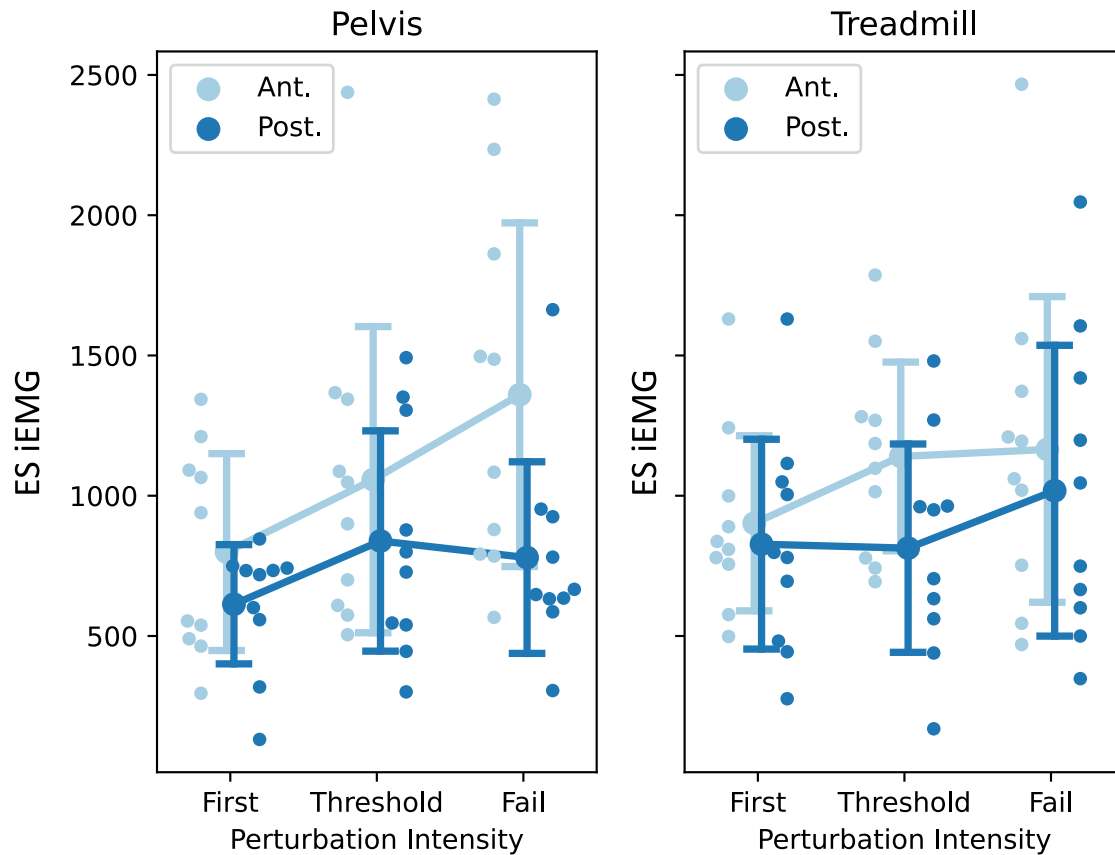 Pelvis
Treadmill
Ant.
Post.
Ant.
Post.
2500
2000
1500
1000
500
ES iEMG
ES iEMG
First
Threshold
Fail
First
Threshold
Fail
Perturbation Intensity
Perturbation Intensity